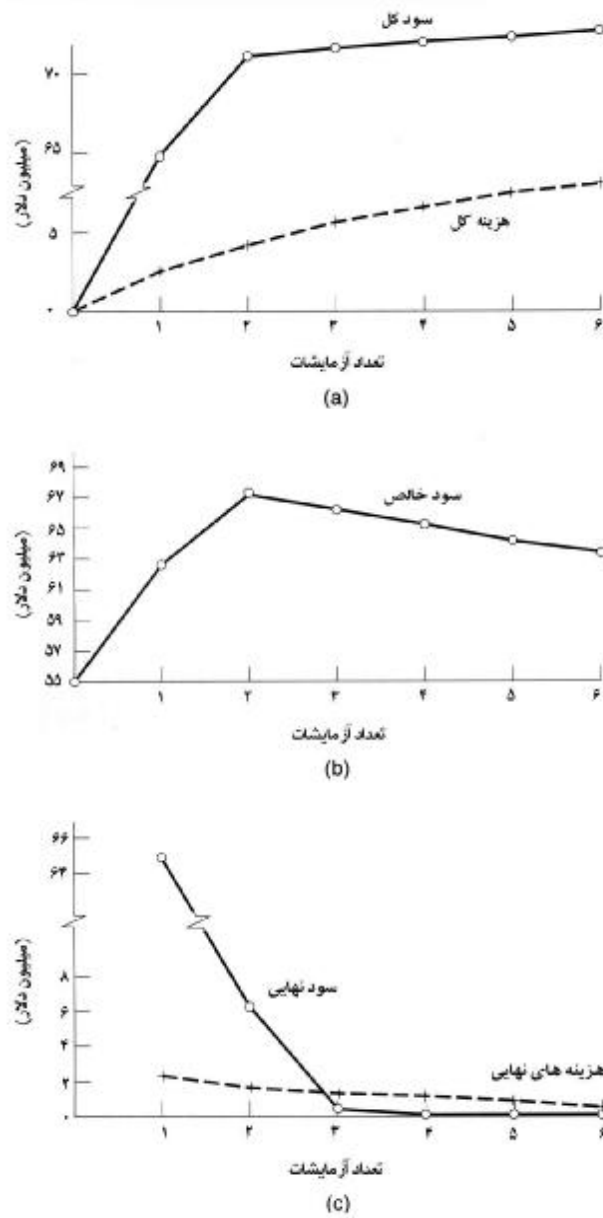 سود کل
۷۰
۶۵
۵
۰
(میلیون دلار)
هزینه کل
۱ ۲ ۳ ۴ ۵ ۶
تعداد آزمایشات
(a)
۶۹
۶۷
۶۵
۶۳
۶۱
۵۹
۵۷
۵۵
(میلیون دلار)
سود خالص
۱ ۲ ۳ ۴ ۵ ۶
تعداد آزمایشات
(b)
۶۶
۶۴
۸
۶
۴
۲
۰
(میلیون دلار)
سود نهایی
هزینه های نهایی
۱ ۲ ۳ ۴ ۵ ۶
تعداد آزمایشات
(c)